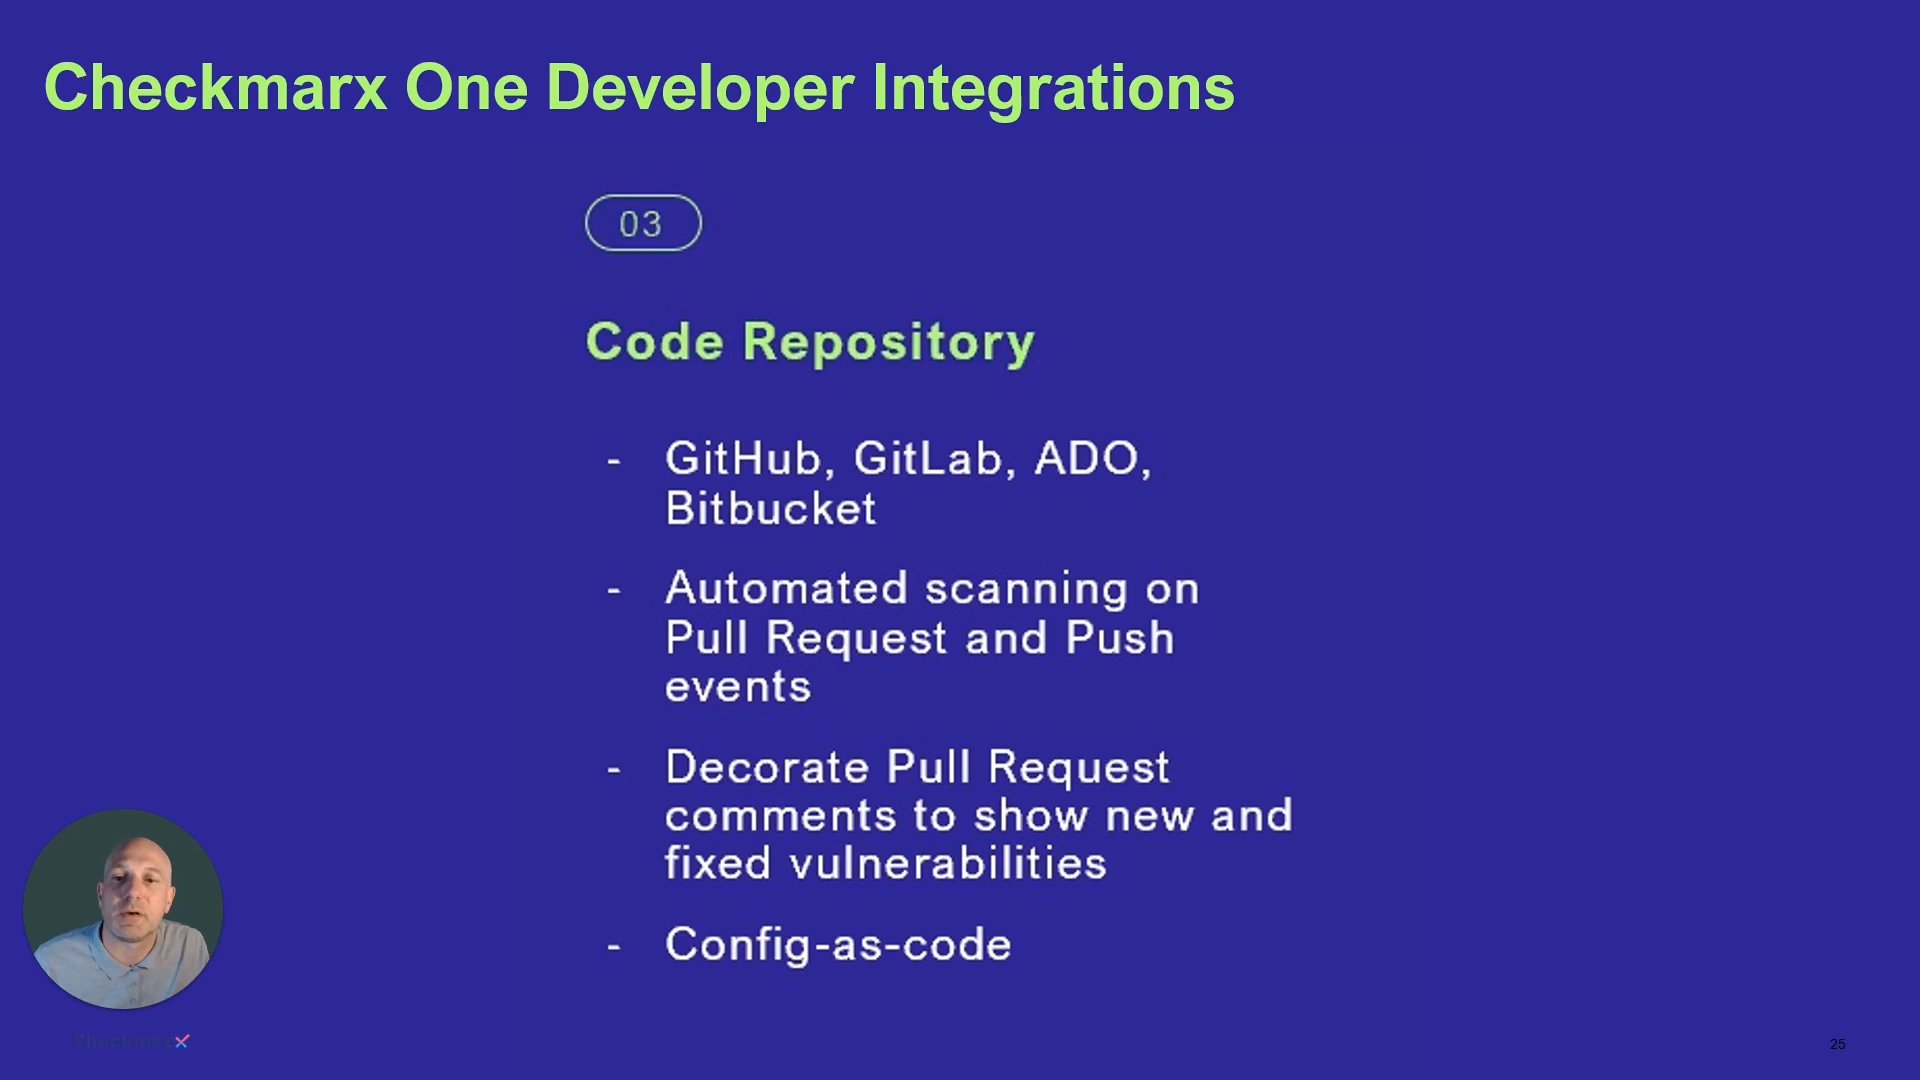 Checkmarx One Developer Integrations
03
Code Repository
- GitHub, GitLab, ADO,
Bitbucket
- Automated scanning on
Pull Request and Push
events
- Decorate Pull Request
comments to show new and
fixed vulnerabilities
- Config-as-code
Checkmarx
25